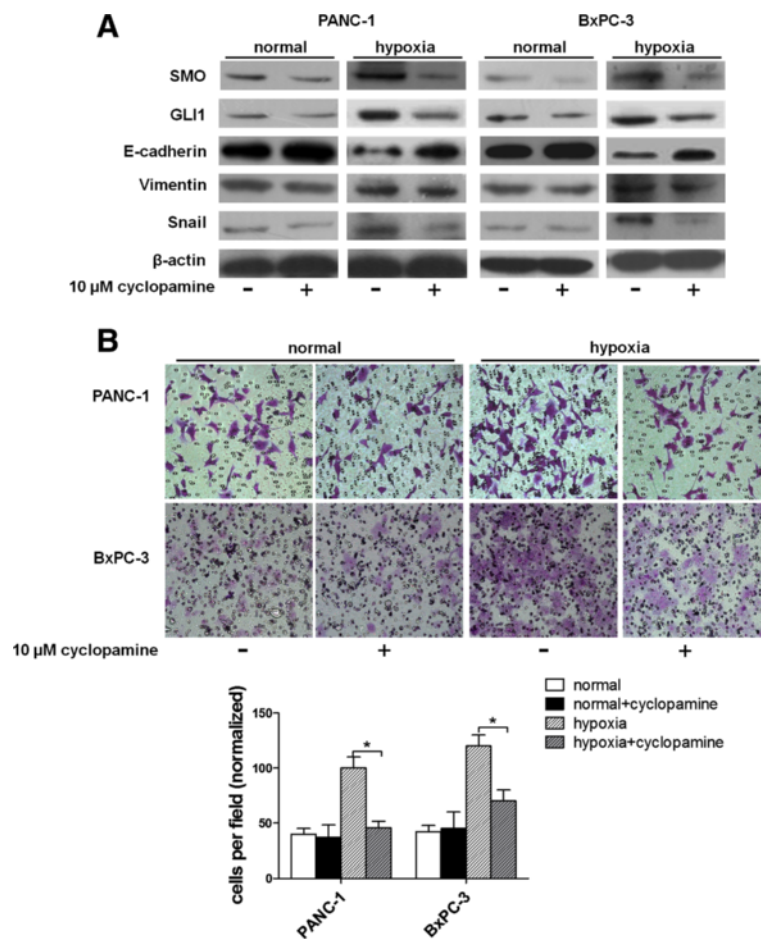 A
PANC-1 BxPC-3
normal hypoxia normal hypoxia
SMO
GLI1
E-cadherin
Vimentin
Snail
β-actin
10 μM cyclopamine - + - + - + - +
B
normal hypoxia
PANC-1
BxPC-3
10 μM cyclopamine - + - +
normal
normal+cyclopamine
hypoxia
hypoxia+cyclopamine
cells per field (normalized)
150
100
50
0
* *
PANC-1 BxPC-3